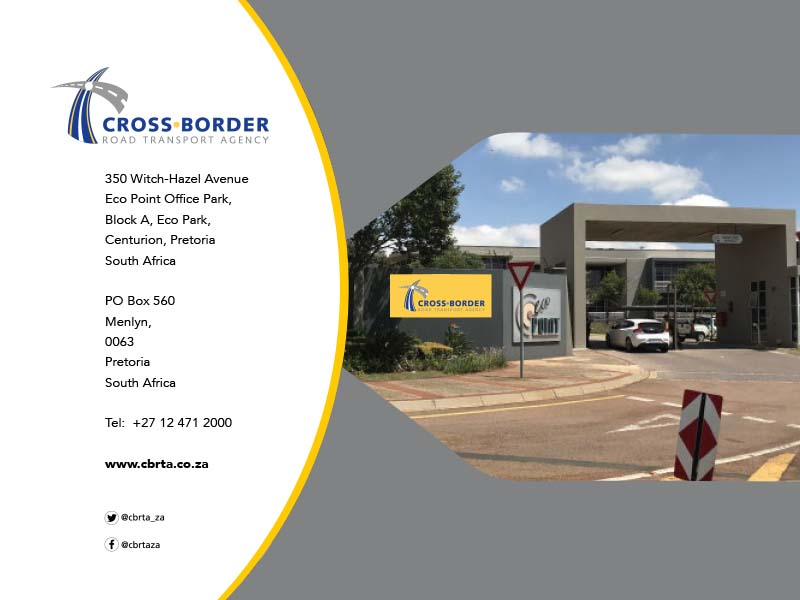 CROSS•BORDER
ROAD TRANSPORT AGENCY
350 Witch-Hazel Avenue
Eco Point Office Park,
Block A, Eco Park,
Centurion, Pretoria
South Africa
PO Box 560
Menlyn,
0063
Pretoria
South Africa
Tel: +27 12 471 2000
www.cbrta.co.za
@cbrta_za
@cbrtaza
CROSS•BORDER
ROAD TRANSPORT AGENCY
eco
POINT